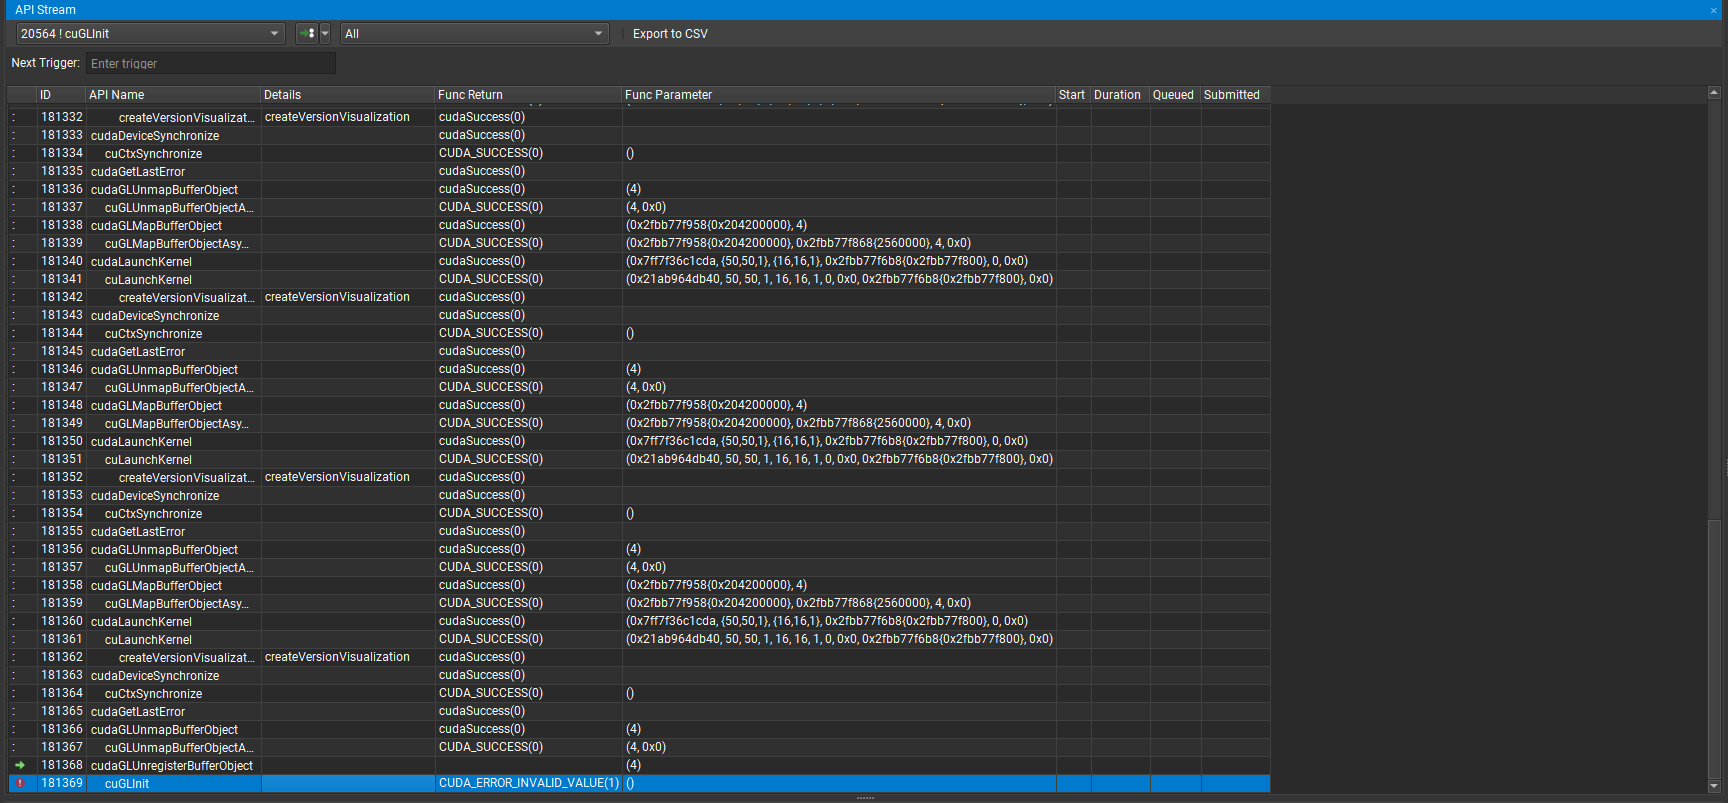 API Stream
20564 ! cuGLInit All Export to CSV
Next Trigger: Enter trigger
ID API Name Details Func Return Func Parameter Start Duration Queued Submitted
: 181332 createVersionVisualizat... createVersionVisualization cudaSuccess(0)
: 181333 cudaDeviceSynchronize cudaSuccess(0)
: 181334 cuCtxSynchronize CUDA_SUCCESS(0) ()
: 181335 cudaGetLastError cudaSuccess(0)
: 181336 cudaGLUnmapBufferObject cudaSuccess(0) (4)
: 181337 cuGLUnmapBufferObjectA... CUDA_SUCCESS(0) (4, 0x0)
: 181338 cudaGLMapBufferObject cudaSuccess(0) (0x2fbb77f958{0x204200000}, 4)
: 181339 cuGLMapBufferObjectAsy... CUDA_SUCCESS(0) (0x2fbb77f958{0x204200000}, 0x2fbb77f868{2560000}, 4, 0x0)
: 181340 cudaLaunchKernel cudaSuccess(0) (0x7ff7f36c1cda, {50,50,1}, {16,16,1}, 0x2fbb77f6b8{0x2fbb77f800}, 0, 0x0)
: 181341 cuLaunchKernel CUDA_SUCCESS(0) (0x21ab964db40, 50, 50, 1, 16, 16, 1, 0, 0x0, 0x2fbb77f6b8{0x2fbb77f800}, 0x0)
: 181342 createVersionVisualizat... createVersionVisualization cudaSuccess(0)
: 181343 cudaDeviceSynchronize cudaSuccess(0)
: 181344 cuCtxSynchronize CUDA_SUCCESS(0) ()
: 181345 cudaGetLastError cudaSuccess(0)
: 181346 cudaGLUnmapBufferObject cudaSuccess(0) (4)
: 181347 cuGLUnmapBufferObjectA... CUDA_SUCCESS(0) (4, 0x0)
: 181348 cudaGLMapBufferObject cudaSuccess(0) (0x2fbb77f958{0x204200000}, 4)
: 181349 cuGLMapBufferObjectAsy... CUDA_SUCCESS(0) (0x2fbb77f958{0x204200000}, 0x2fbb77f868{2560000}, 4, 0x0)
: 181350 cudaLaunchKernel cudaSuccess(0) (0x7ff7f36c1cda, {50,50,1}, {16,16,1}, 0x2fbb77f6b8{0x2fbb77f800}, 0, 0x0)
: 181351 cuLaunchKernel CUDA_SUCCESS(0) (0x21ab964db40, 50, 50, 1, 16, 16, 1, 0, 0x0, 0x2fbb77f6b8{0x2fbb77f800}, 0x0)
: 181352 createVersionVisualizat... createVersionVisualization cudaSuccess(0)
: 181353 cudaDeviceSynchronize cudaSuccess(0)
: 181354 cuCtxSynchronize CUDA_SUCCESS(0) ()
: 181355 cudaGetLastError cudaSuccess(0)
: 181356 cudaGLUnmapBufferObject cudaSuccess(0) (4)
: 181357 cuGLUnmapBufferObjectA... CUDA_SUCCESS(0) (4, 0x0)
: 181358 cudaGLMapBufferObject cudaSuccess(0) (0x2fbb77f958{0x204200000}, 4)
: 181359 cuGLMapBufferObjectAsy... CUDA_SUCCESS(0) (0x2fbb77f958{0x204200000}, 0x2fbb77f868{2560000}, 4, 0x0)
: 181360 cudaLaunchKernel cudaSuccess(0) (0x7ff7f36c1cda, {50,50,1}, {16,16,1}, 0x2fbb77f6b8{0x2fbb77f800}, 0, 0x0)
: 181361 cuLaunchKernel CUDA_SUCCESS(0) (0x21ab964db40, 50, 50, 1, 16, 16, 1, 0, 0x0, 0x2fbb77f6b8{0x2fbb77f800}, 0x0)
: 181362 createVersionVisualizat... createVersionVisualization cudaSuccess(0)
: 181363 cudaDeviceSynchronize cudaSuccess(0)
: 181364 cuCtxSynchronize CUDA_SUCCESS(0) ()
: 181365 cudaGetLastError cudaSuccess(0)
: 181366 cudaGLUnmapBufferObject cudaSuccess(0) (4)
: 181367 cuGLUnmapBufferObjectA... CUDA_SUCCESS(0) (4, 0x0)
181368 cudaGLUnregisterBufferObject (4)
181369 cuGLInit CUDA_ERROR_INVALID_VALUE(1) ()